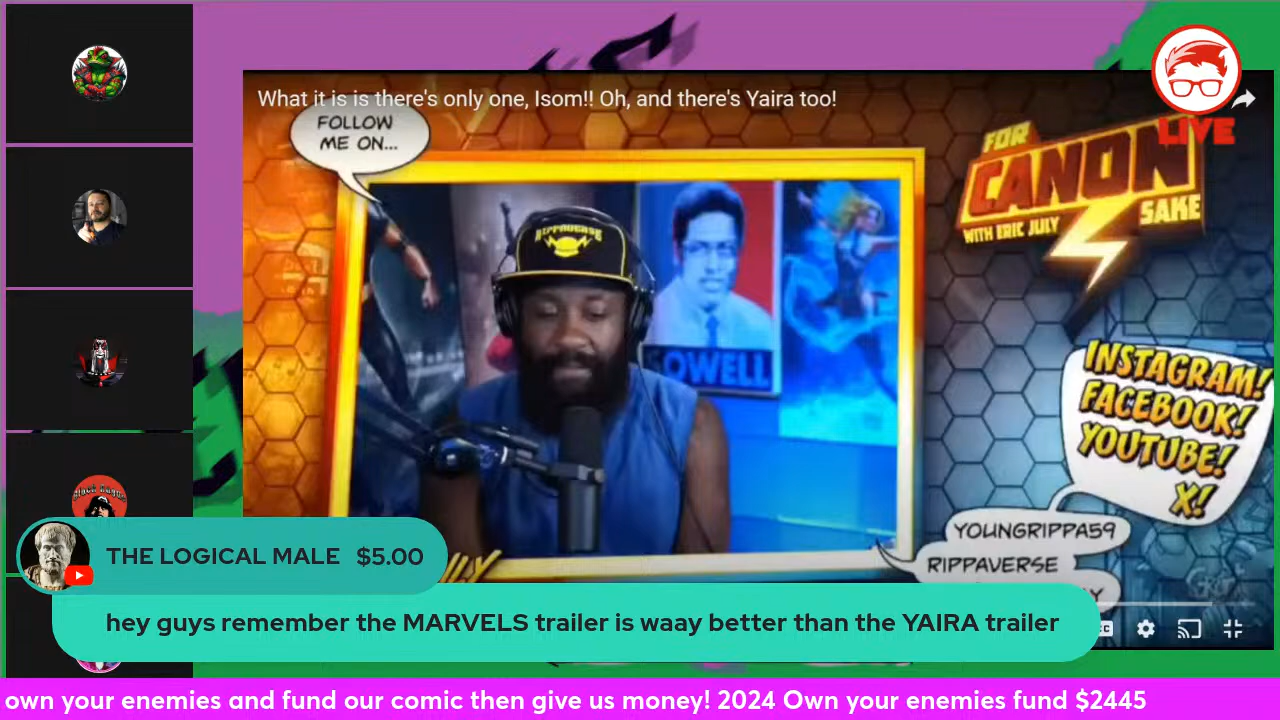 What it is is there's only one, Isom!! Oh, and there's Yaira too!
LIVE
FOLLOW
ME ON...
FOR
CANON
SAKE
WITH ERIC JULY
RIPPAVERSE
SOWELL
INSTAGRAM!
FACEBOOK!
YOUTUBE!
X!
YOUNGRIPPA59
RIPPAVERSE
THE LOGICAL MALE $5.00
hey guys remember the MARVELS trailer is waay better than the YAIRA trailer
own your enemies and fund our comic then give us money! 2024 Own your enemies fund $2445